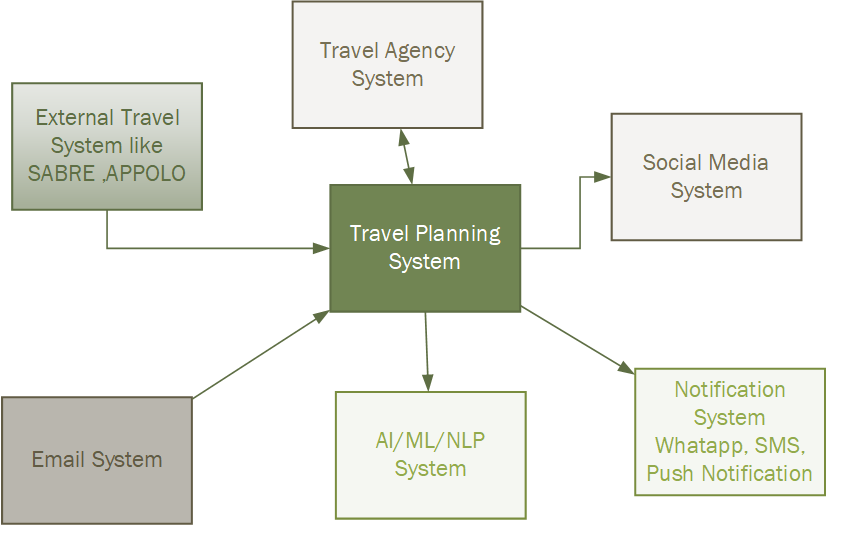 Travel Agency
System
External Travel
System like
SABRE ,APPOLO
Social Media
System
Travel Planning
System
Email System
AI/ML/NLP
System
Notification
System
Whatapp, SMS,
Push Notification